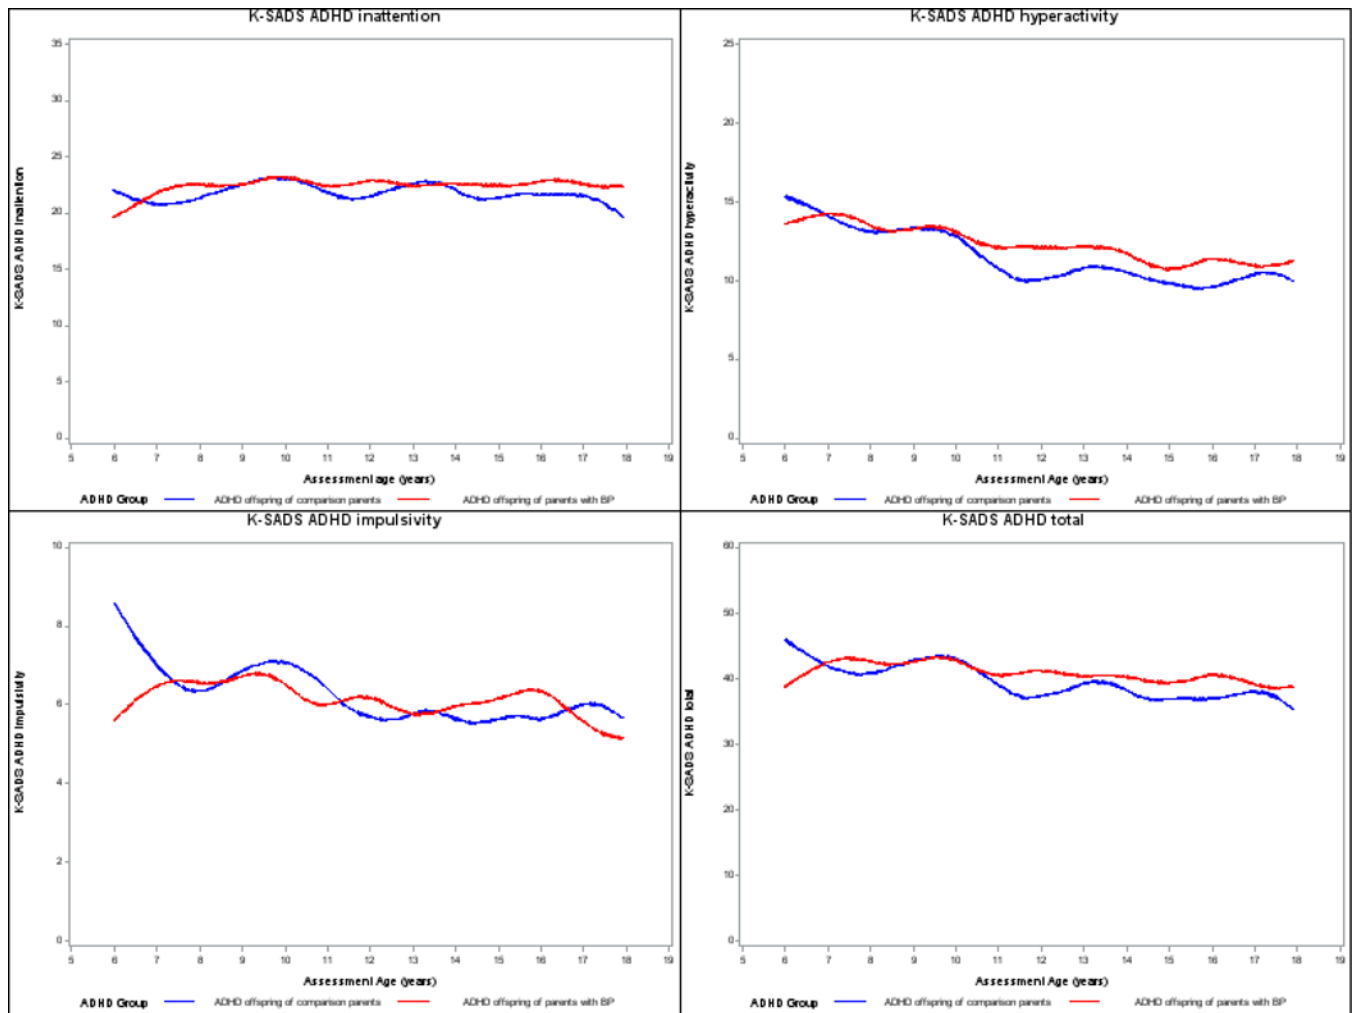 K-SADS ADHD inattention
35
30
25
20
15
10
5
0
K-SADS ADHD Inattention
5 6 7 8 9 10 11 12 13 14 15 16 17 18 19
Assessment age (years)
ADHD Group ADHD offspring of comparison parents ADHD offspring of parents with BP
K-SADS ADHD hyperactivity
25
20
15
10
5
0
K-SADS ADHD hyperactivity
5 6 7 8 9 10 11 12 13 14 15 16 17 18 19
Assessment Age (years)
ADHD Group ADHD offspring of comparison parents ADHD offspring of parents with BP
K-SADS ADHD impulsivity
10
8
6
4
2
0
K-SADS ADHD Impulsivity
5 6 7 8 9 10 11 12 13 14 15 16 17 18 19
Assessment Age (years)
ADHD Group ADHD offspring of comparison parents ADHD offspring of parents with BP
K-SADS ADHD total
60
50
40
30
20
10
0
K-SADS ADHD total
5 6 7 8 9 10 11 12 13 14 15 16 17 18 19
Assessment Age (years)
ADHD Group ADHD offspring of comparison parents ADHD offspring of parents with BP